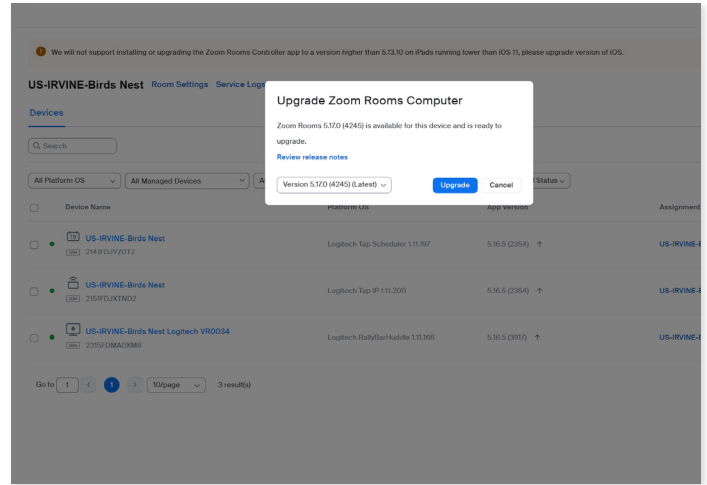 We will not support installing or upgrading the Zoom Rooms Controller app to a version higher than 5.13.10 on iPads running lower than iOS 11, please upgrade version of iOS.
US-IRVINE-Birds Nest Room Settings Service Logs
Devices
Search
All Platform OS All Managed Devices A Status
Upgrade Zoom Rooms Computer
Zoom Rooms 5.17.0 (4245) is available for this device and is ready to
upgrade.
Review release notes
Version 5.17.0 (4245) (Latest) Upgrade Cancel
Device Name Platform OS App Version Assignment
US-IRVINE-Birds Nest Logitech Tap Scheduler 1.11.197 5.16.5 (2354) US-IRVINE-B
US-IRVINE-Birds Nest Logitech Tap IP 1.11.200 5.16.5 (2354) US-IRVINE-B
2151FDJXTND2
US-IRVINE-Birds Nest Logitech VR0034 Logitech RallyBarHuddle 1.11.166 5.16.5 (3917) US-IRVINE-B
Go to 1 1 10/page 3 result(s)